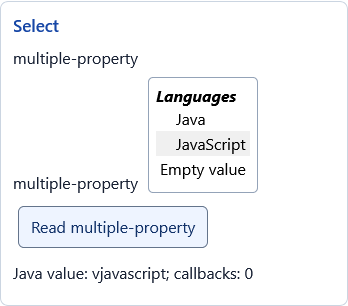 Select
multiple-property
Languages
Java
JavaScript
Empty value
multiple-property
Read multiple-property
Java value: vjavascript; callbacks: 0